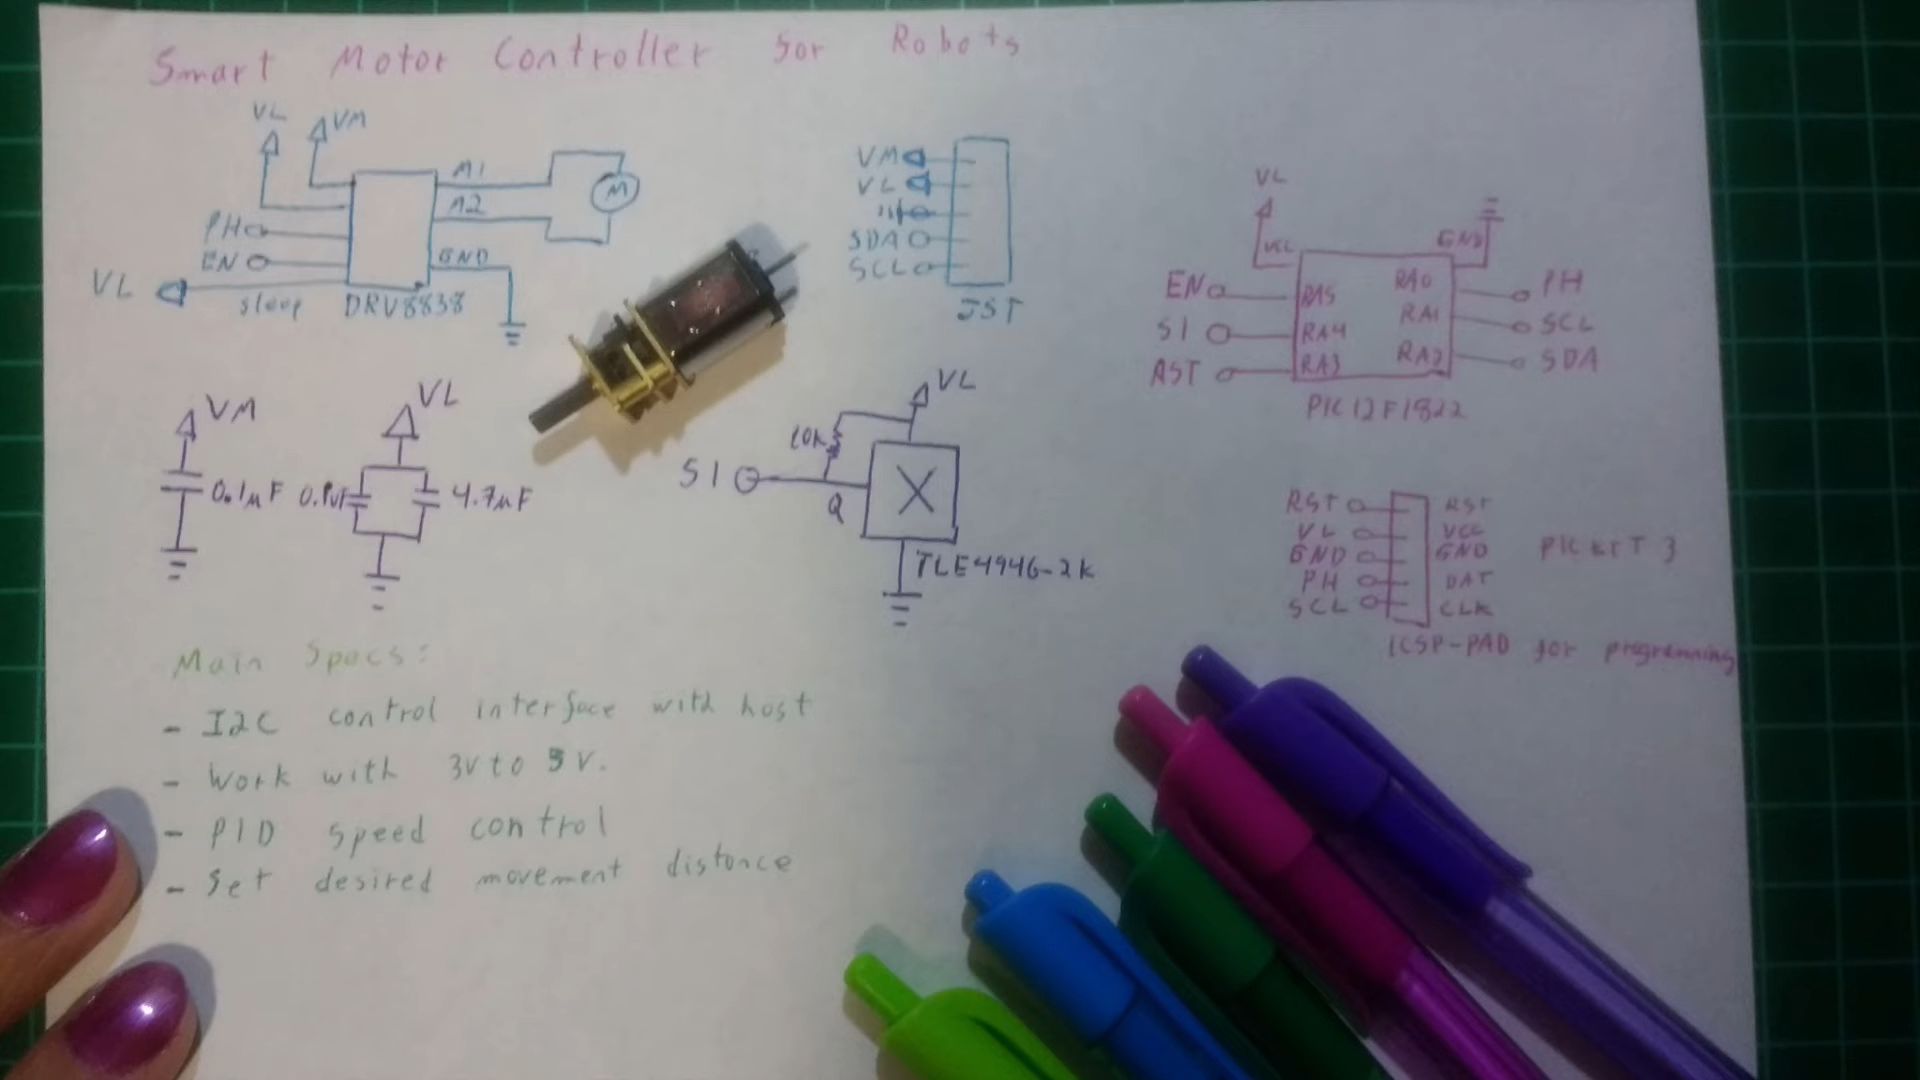 Smart Motor Controller for Robots
VL
VM
M
PH
EN
VL
sleep
DRV8838
GND
VM
VL
SDA
SCL
JST
VL
VCC
GND
EN
S1
RA5
RA4
RA3
RA0
RA1
RA2
PH
SCL
SDA
PIC12F1822
VM
0.1uF
VL
0.1uF
4.7uF
VL
10k
S1
Q
X
TLE4946-2K
RST RST
VL VCC
GND GND
PH DAT
SCL CLK
PICKIT 3
ICSP-PAD for programming
Main Specs:
- I2C control interface with host
- Work with 3V to 5V.
- PID speed control
- Set desired movement distance